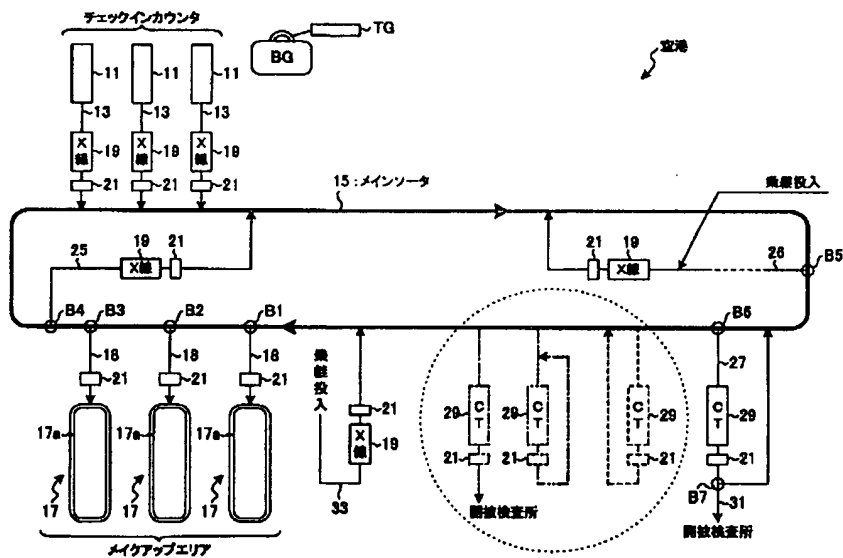 チェックインカウンタ
TG
BG
空港
11
11
11
13
13
13
X線
19
X線
19
X線
19
21
21
21
15:メインソータ
乗継投入
25
19
21
X線
21
19
X線
26
B5
B4
B3
B2
B1
B6
18
18
18
乗継投入
27
21
21
21
21
X線
19
33
29
CT
29
CT
CT
29
CT
29
21
21
21
21
B7
31
開披検査所
開披検査所
17a
17a
17a
17
17
17
メイクアップエリア